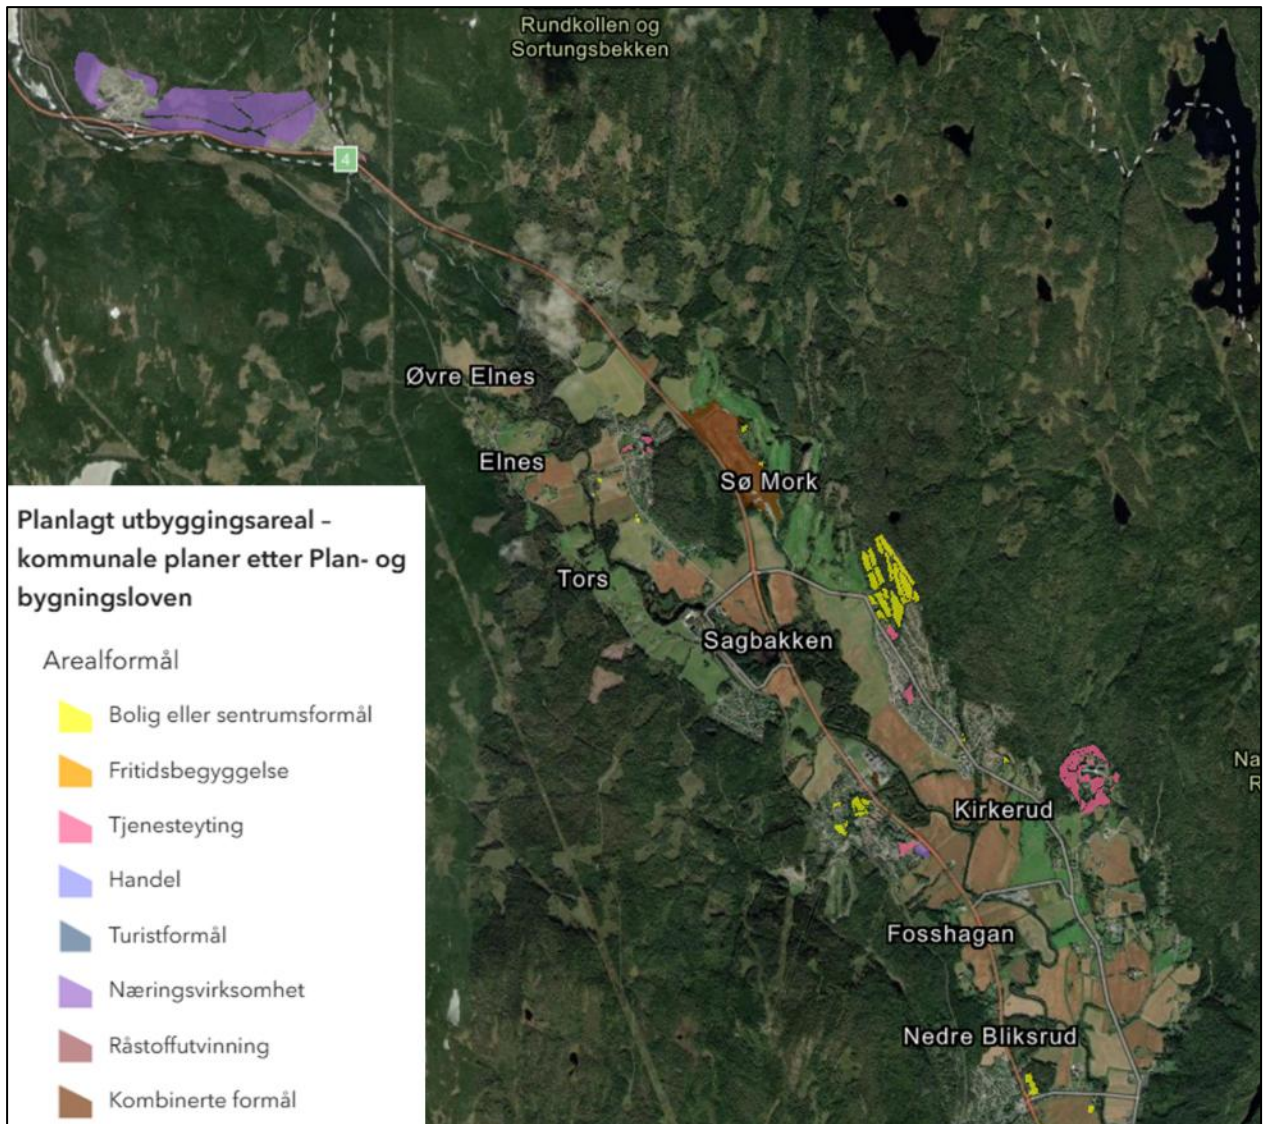 Rundkollen og
Sortungsbekken
4
Øvre Elnes
Elnes
Sø Mork
Tors
Sagbakken
Na
R
Kirkerud
Fosshagan
Nedre Bliksrud
Planlagt utbyggingsareal –
kommunale planer etter Plan- og
bygningsloven
Arealformål
Bolig eller sentrumsformål
Fritidsbegyggelse
Tjenesteyting
Handel
Turistformål
Næringsvirksomhet
Råstoffutvinning
Kombinerte formål